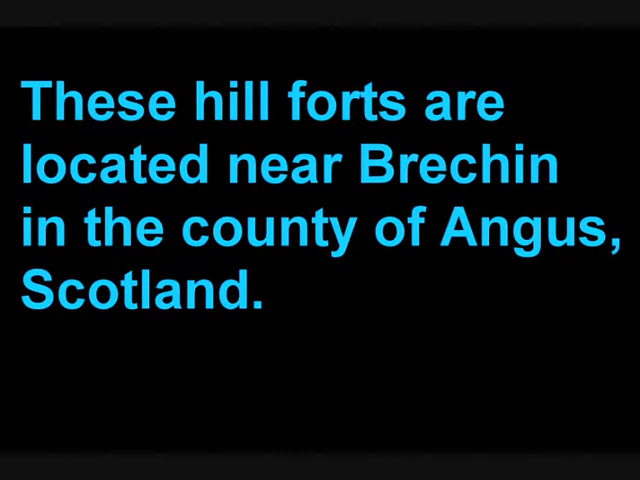 These hill forts are
located near Brechin
in the county of Angus,
Scotland.